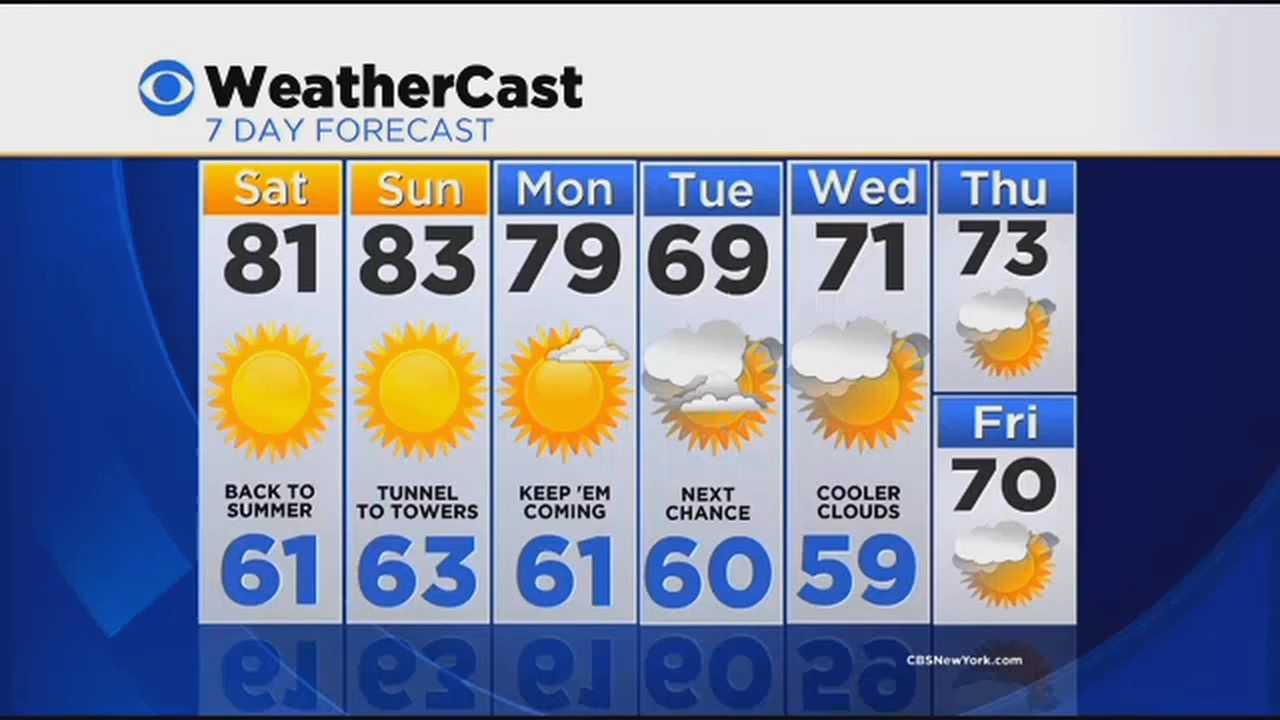 WeatherCast
7 DAY FORECAST
Sat
81
BACK TO
SUMMER
61
Sun
83
TUNNEL
TO TOWERS
63
Mon
79
KEEP 'EM
COMING
61
Tue
69
NEXT
CHANCE
60
Wed
71
COOLER
CLOUDS
59
Thu
73
Fri
70
CBSNewYork.com